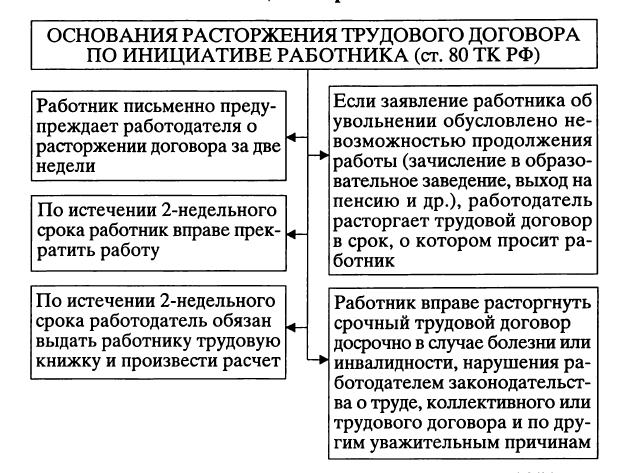 ОСНОВАНИЯ РАСТОРЖЕНИЯ ТРУДОВОГО ДОГОВОРА
ПО ИНИЦИАТИВЕ РАБОТНИКА (ст. 80 ТК РФ)
Работник письменно преду-
преждает работодателя о
расторжении договора за две
недели
По истечении 2-недельного
срока работник вправе прек-
ратить работу
По истечении 2-недельного
срока работодатель обязан
выдать работнику трудовую
книжку и произвести расчет
Если заявление работника об
увольнении обусловлено не-
возможностью продолжения
работы (зачисление в образо-
вательное заведение, выход на
пенсию и др.), работодатель
расторгает трудовой договор
в срок, о котором просит ра-
ботник
Работник вправе расторгнуть
срочный трудовой договор
досрочно в случае болезни или
инвалидности, нарушения ра-
ботодателем законодательст-
ва о труде, коллективного или
трудового договора и по дру-
гим уважительным причинам